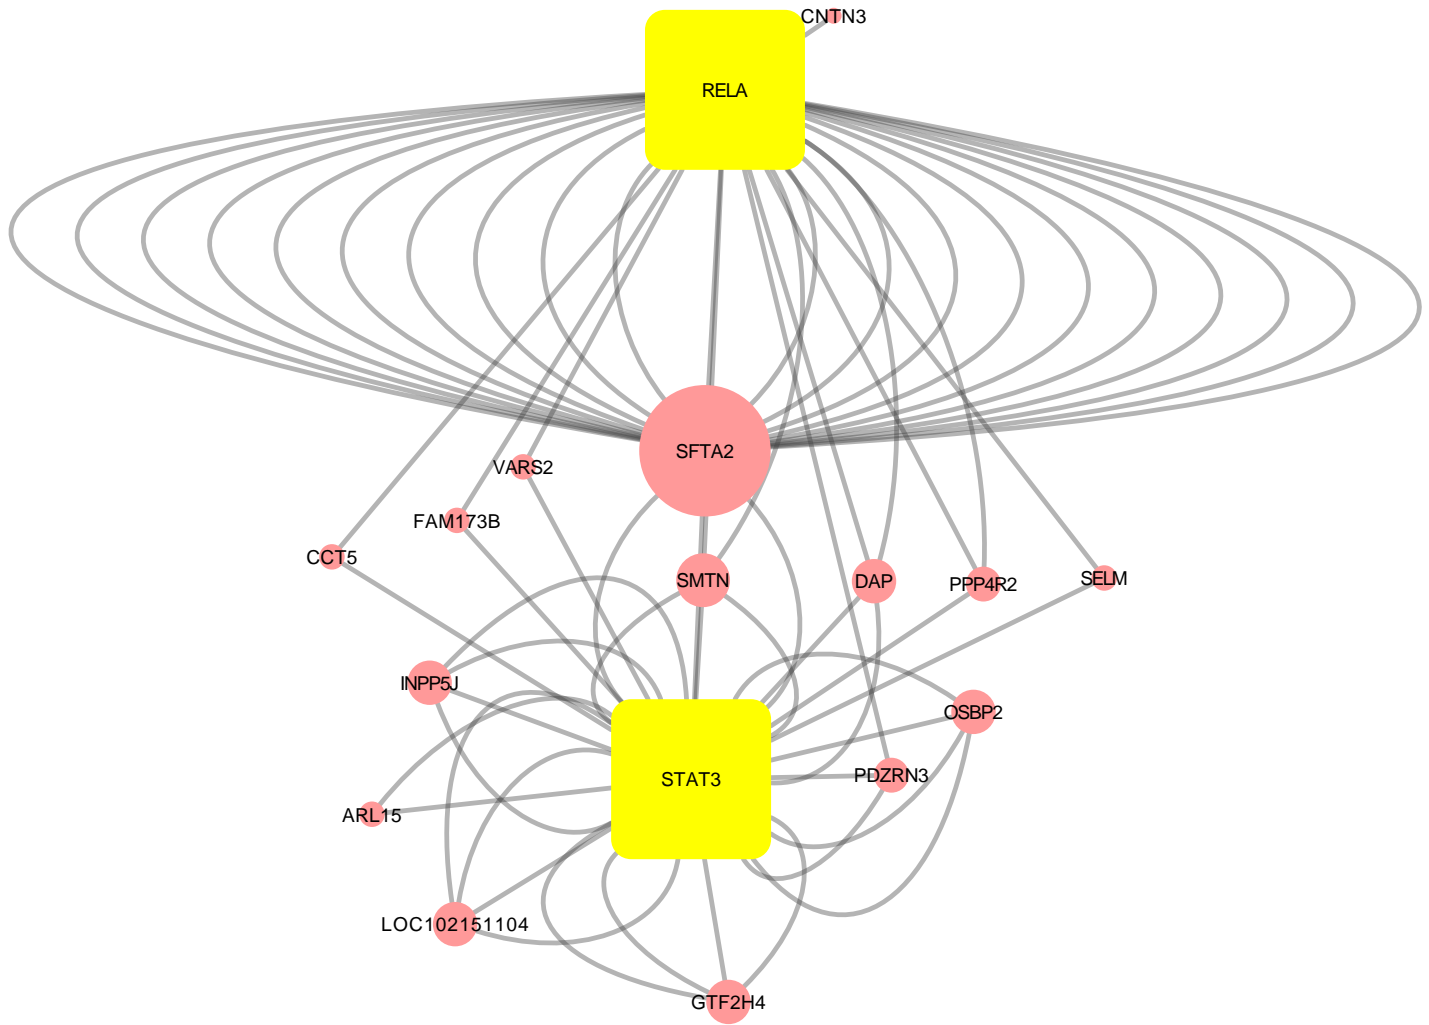 CNTN3
RELA
SFTA2
VARS2
FAM173B
CCT5
SMTN
DAP
PPP4R2
SELM
INPP5J
OSBP2
STAT3
PDZRN3
ARL15
LOC102151104
GTF2H4